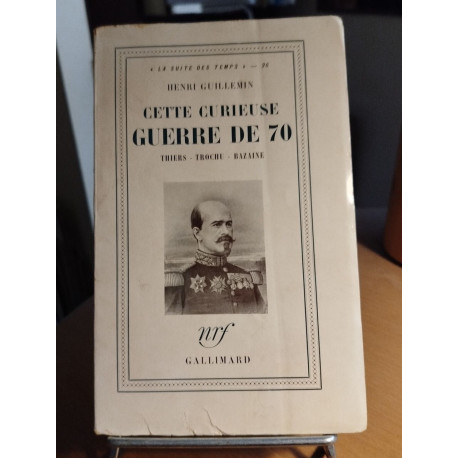 « LA SUITE DES TEMPS » — 26
HENRI GUILLEMIN
CETTE CURIEUSE
GUERRE DE 70
THIERS - TROCHU - BAZAINE
nrf
GALLIMARD